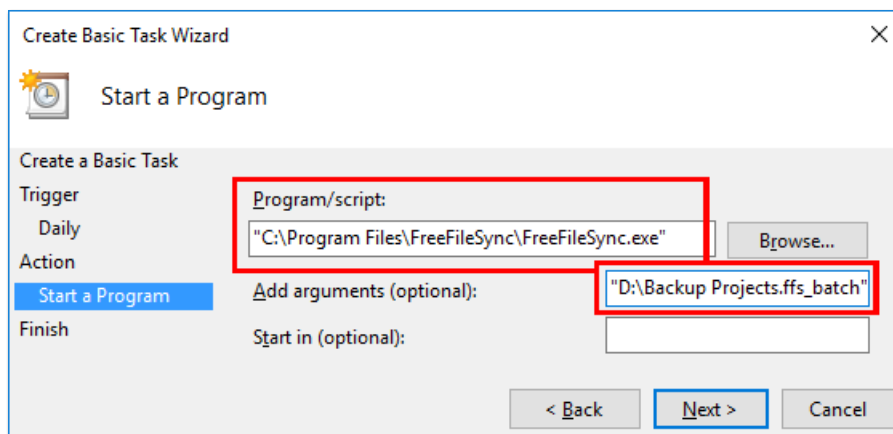 Create Basic Task Wizard
Start a Program
Create a Basic Task
Trigger
Daily
Action
Start a Program
Finish
Program/script:
"C:\Program Files\FreeFileSync\FreeFileSync.exe"
Browse...
Add arguments (optional):
"D:\Backup Projects.ffs_batch"
Start in (optional):
< Back
Next >
Cancel